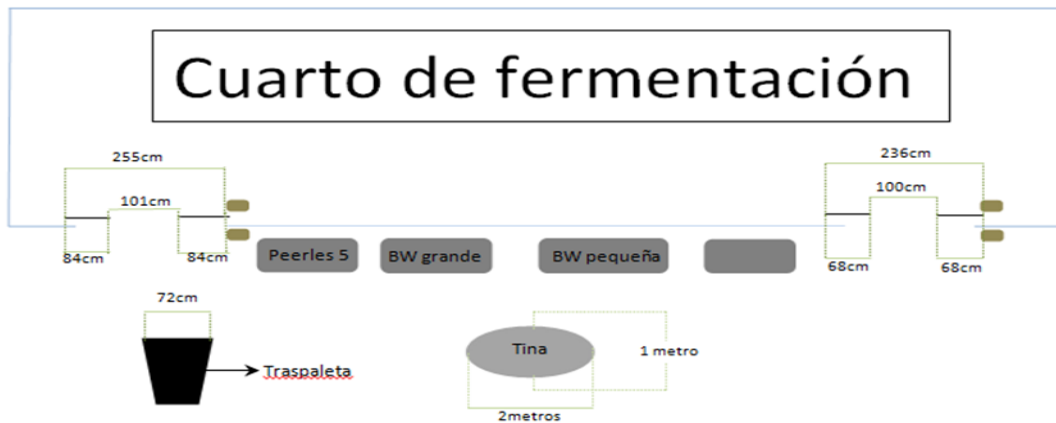 Cuarto de fermentación
255cm
236cm
101cm
100cm
84cm
84cm
Peerles 5
BW grande
BW pequeña
68cm
68cm
72cm
Traspaleta
Tina
1 metro
2metros